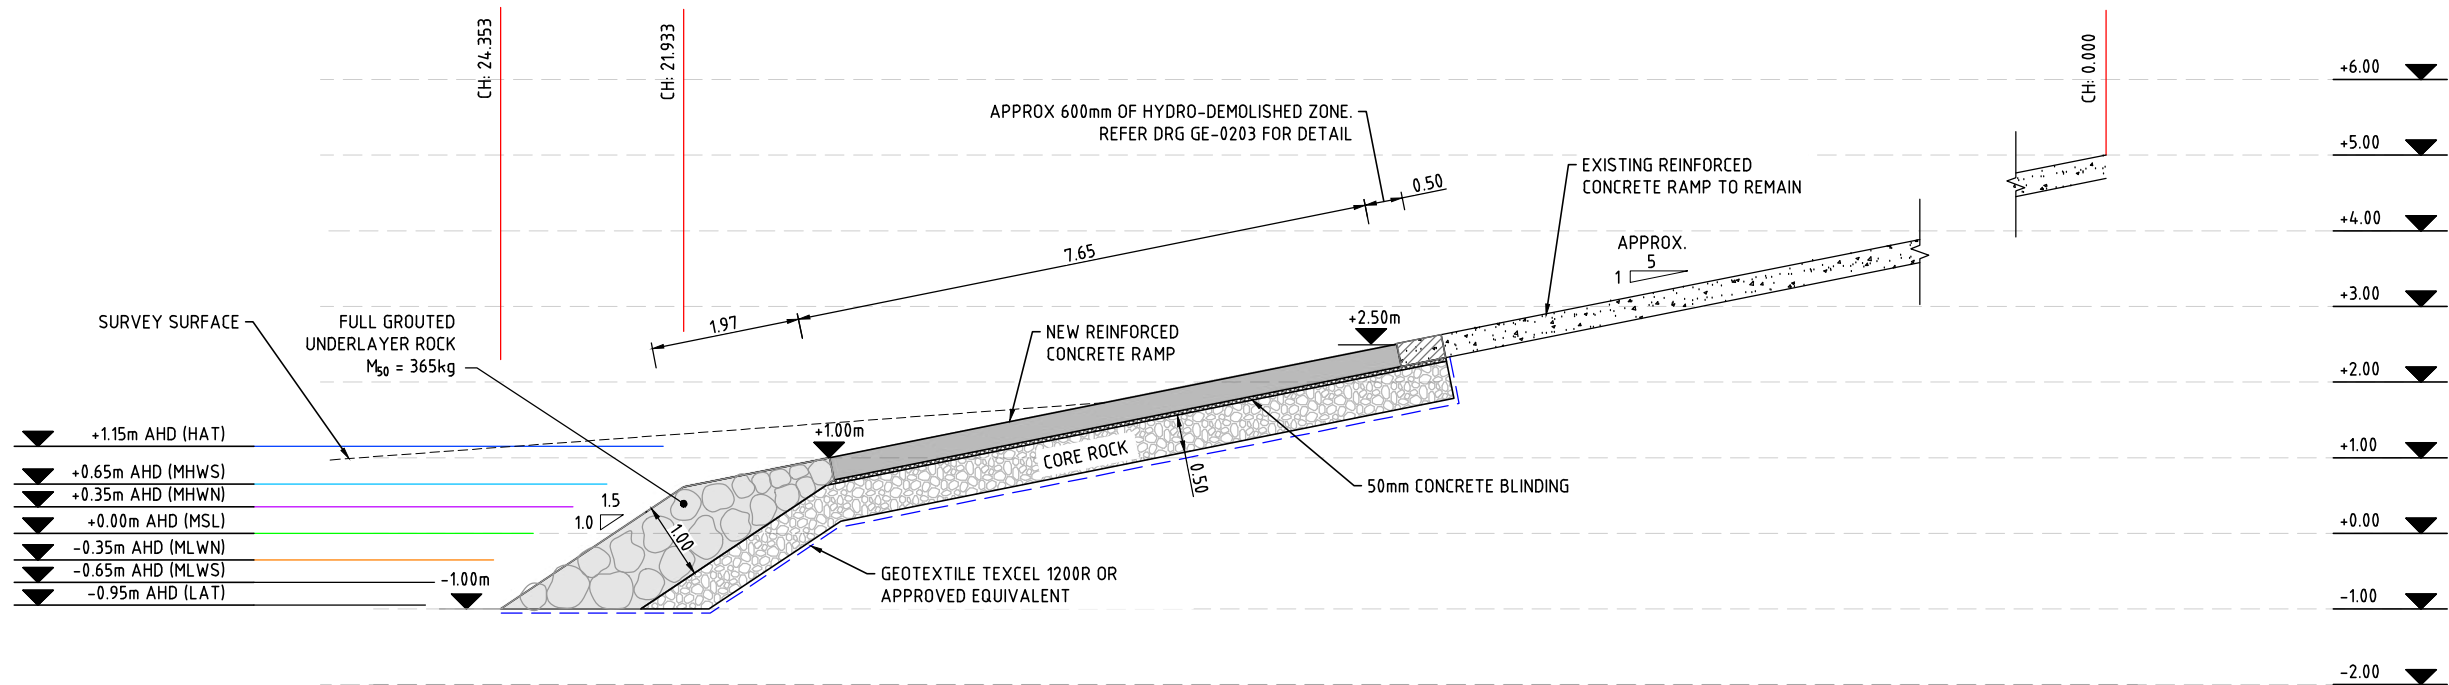 CH: 24.353
CH: 21.933
CH: 0.000
+6.00
+5.00
+4.00
+3.00
+2.00
+1.00
+0.00
-1.00
-2.00
APPROX 600mm OF HYDRO-DEMOLISHED ZONE.
REFER DRG GE-0203 FOR DETAIL
0.50
EXISTING REINFORCED
CONCRETE RAMP TO REMAIN
7.65
APPROX.
5
1
1.97
SURVEY SURFACE
FULL GROUTED
UNDERLAYER ROCK
M50 = 365kg
NEW REINFORCED
CONCRETE RAMP
+2.50m
+1.00m
+1.15m AHD (HAT)
+0.65m AHD (MHWS)
+0.35m AHD (MHWN)
+0.00m AHD (MSL)
-0.35m AHD (MLWN)
-0.65m AHD (MLWS)
-0.95m AHD (LAT)
-1.00m
1.5
1.0
1.00
CORE ROCK
0.50
50mm CONCRETE BLINDING
GEOTEXTILE TEXCEL 1200R OR
APPROVED EQUIVALENT